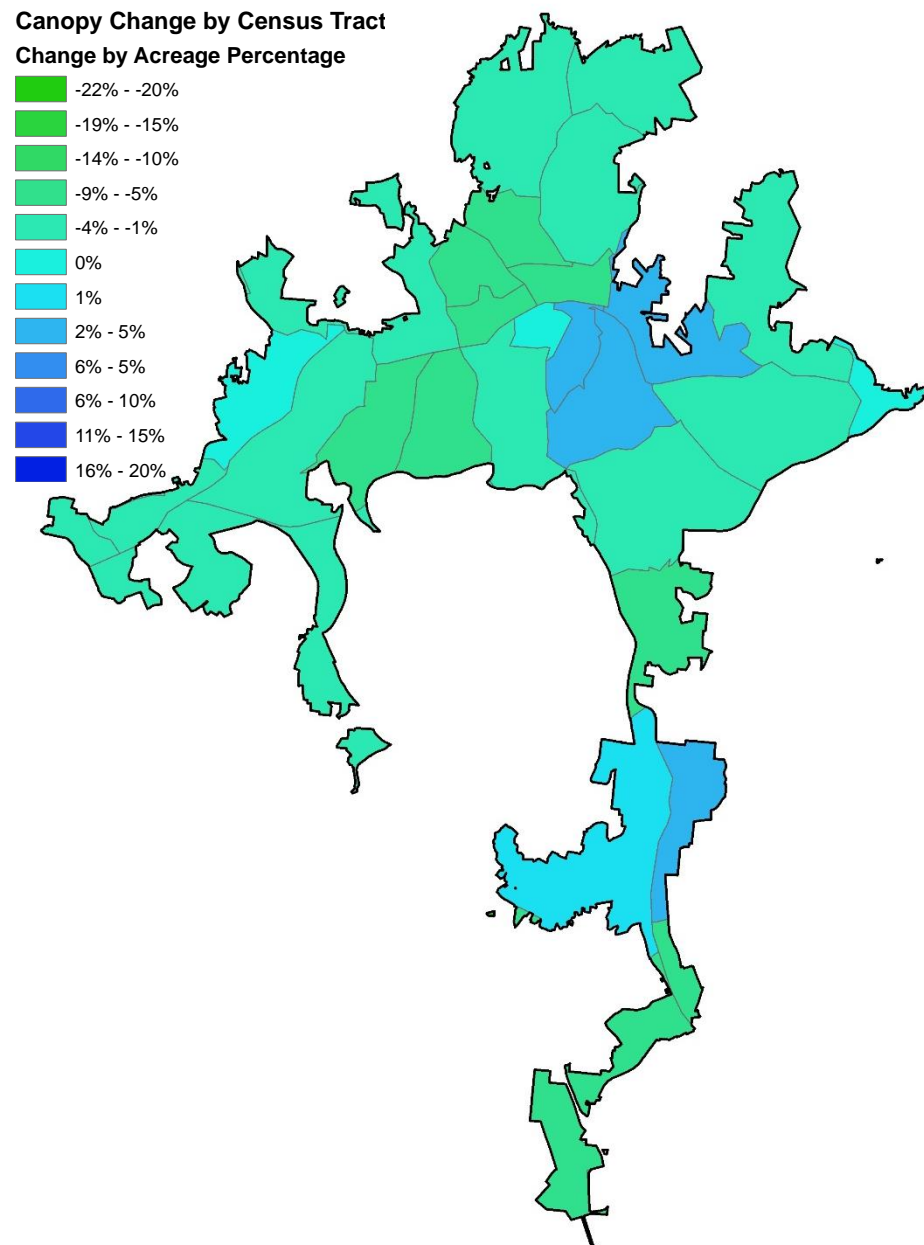 Canopy Change by Census Tract
Change by Acreage Percentage
-22% - -20%
-19% - -15%
-14% - -10%
-9% - -5%
-4% - -1%
0%
1%
2% - 5%
6% - 5%
6% - 10%
11% - 15%
16% - 20%